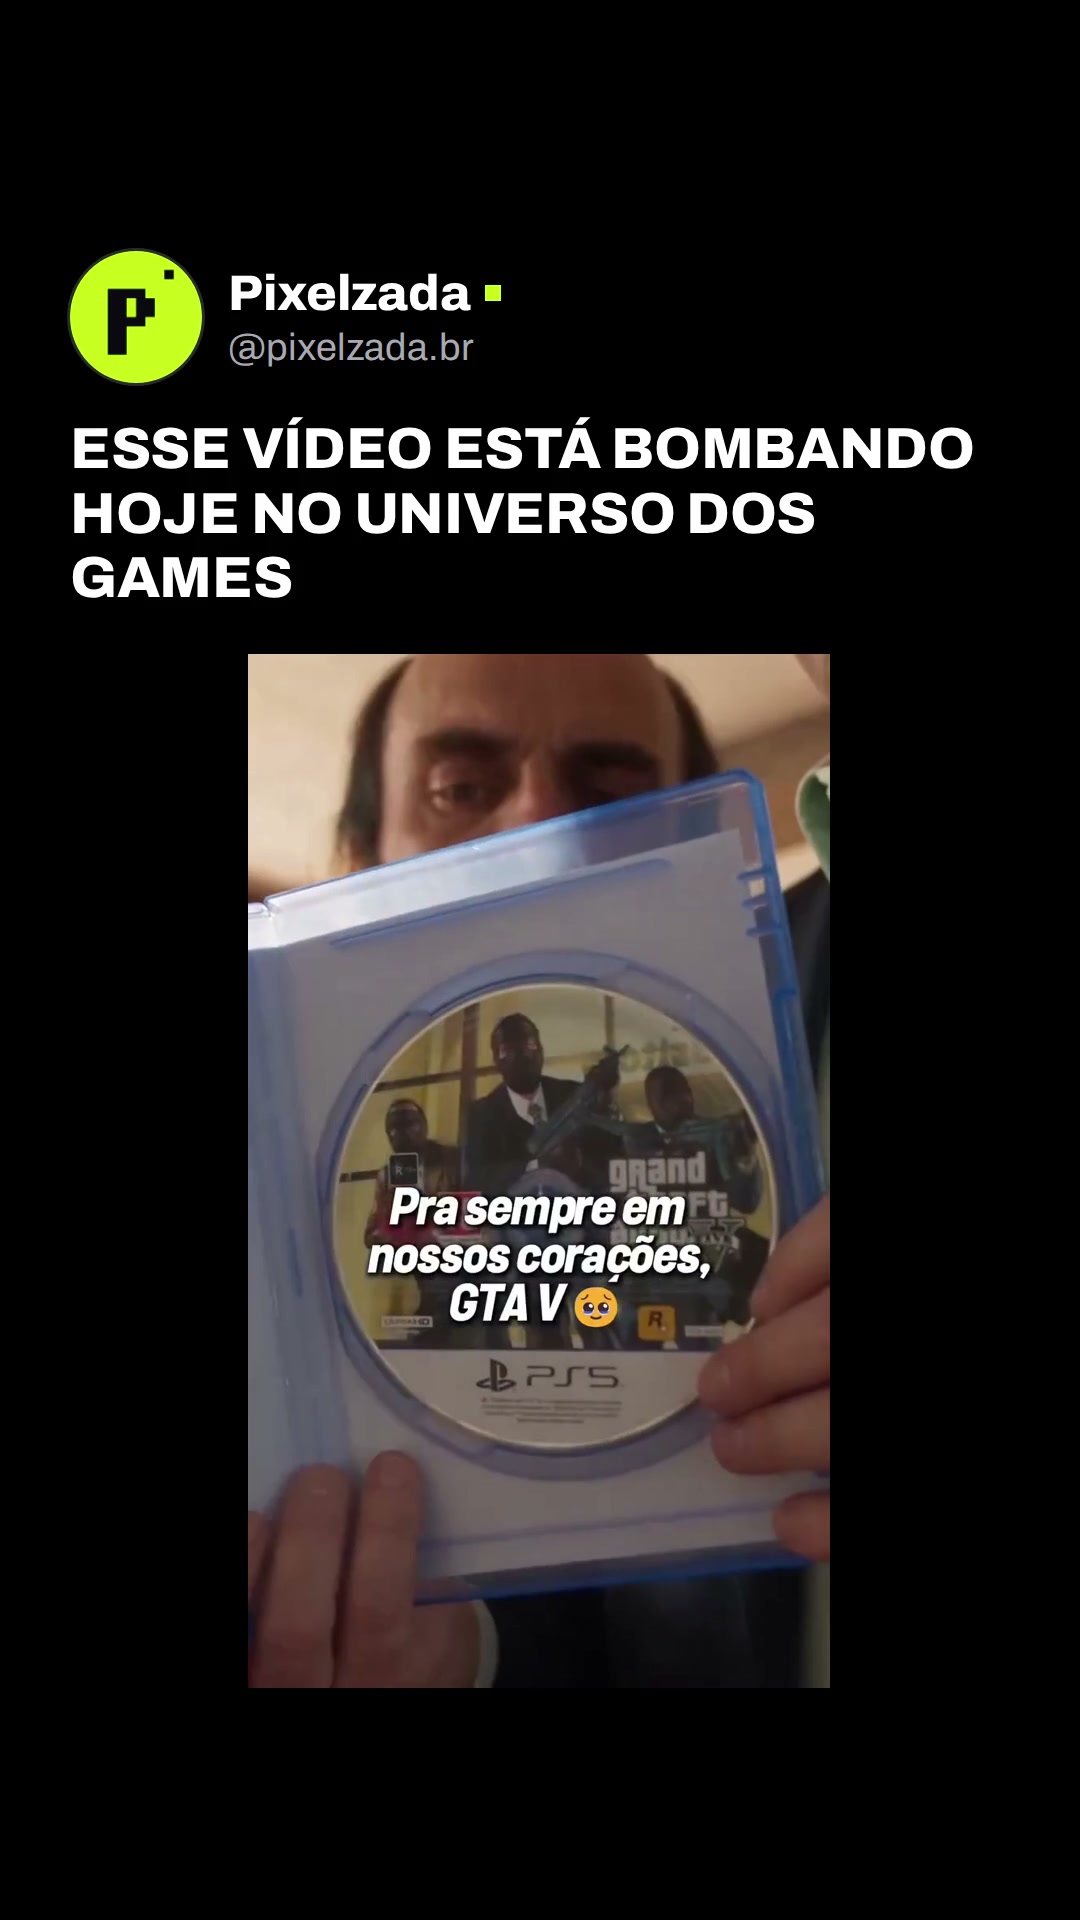 Pixelzada
@pixelzada.br
ESSE VÍDEO ESTÁ BOMBANDO
HOJE NO UNIVERSO DOS
GAMES
grand
Pra sempre em
nossos corações,
GTA V 🥹
R
PS5